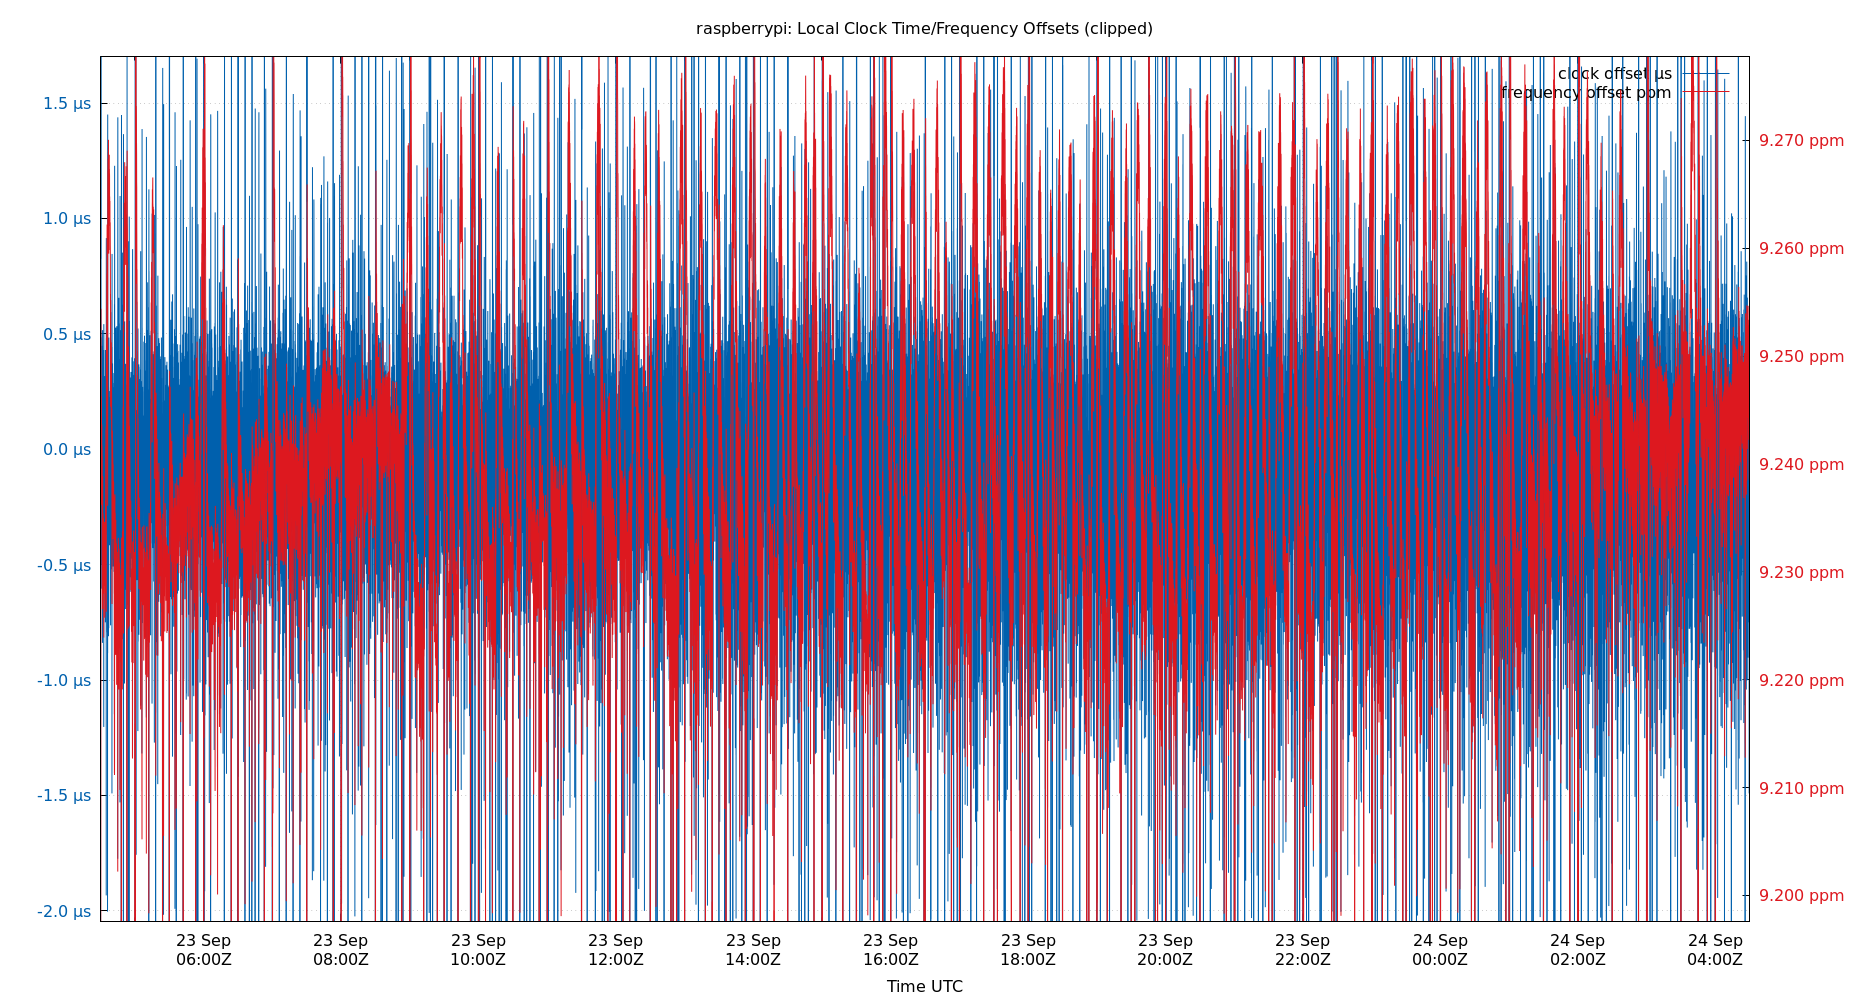 raspberrypi: Local Clock Time/Frequency Offsets (clipped)
clock offset µs
frequency offset ppm
1.5 µs
1.0 µs
0.5 µs
0.0 µs
-0.5 µs
-1.0 µs
-1.5 µs
-2.0 µs
9.270 ppm
9.260 ppm
9.250 ppm
9.240 ppm
9.230 ppm
9.220 ppm
9.210 ppm
9.200 ppm
23 Sep 23 Sep 23 Sep 23 Sep 23 Sep 23 Sep 23 Sep 23 Sep 23 Sep 24 Sep 24 Sep 24 Sep
06:00Z 08:00Z 10:00Z 12:00Z 14:00Z 16:00Z 18:00Z 20:00Z 22:00Z 00:00Z 02:00Z 04:00Z
Time UTC